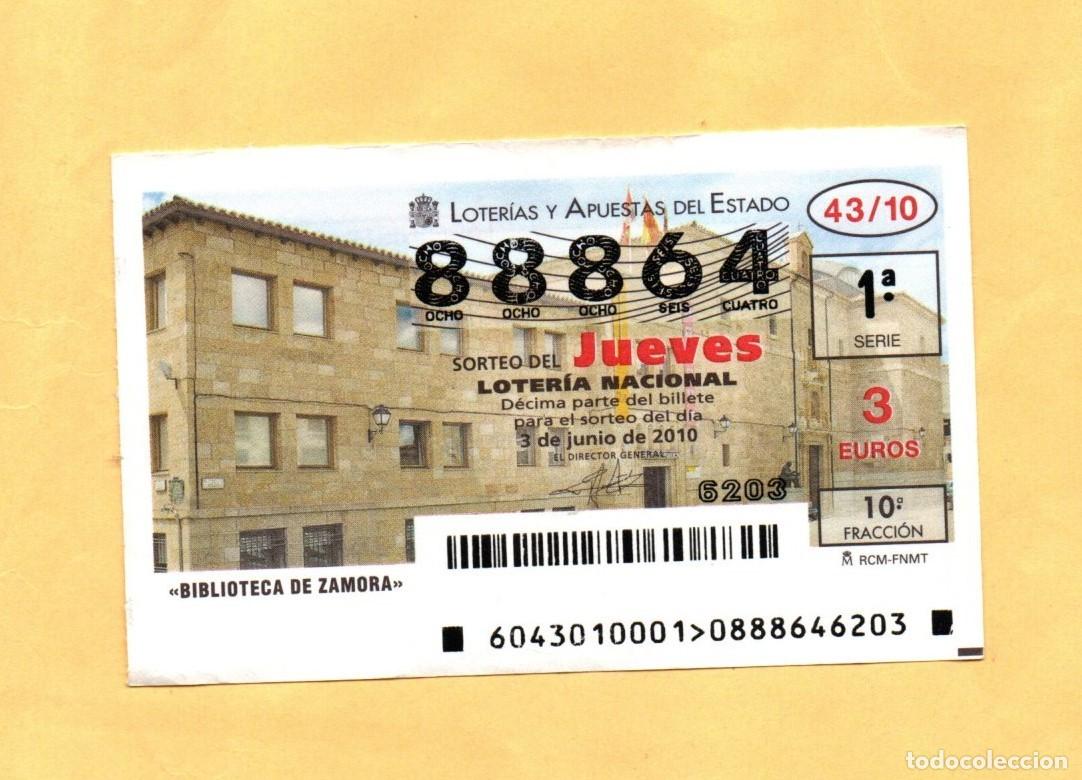 LOTERÍAS Y APUESTAS DEL ESTADO
43/10
88864
OCHO OCHO OCHO SEIS CUATRO
1ª
SERIE
SORTEO DEL Jueves
LOTERÍA NACIONAL
Décima parte del billete
para el sorteo del día
3 de junio de 2010
EL DIRECTOR GENERAL
3
EUROS
6203
10ª
FRACCIÓN
RCM-FNMT
«BIBLIOTECA DE ZAMORA»
6043010001>0888646203
todocoleccion